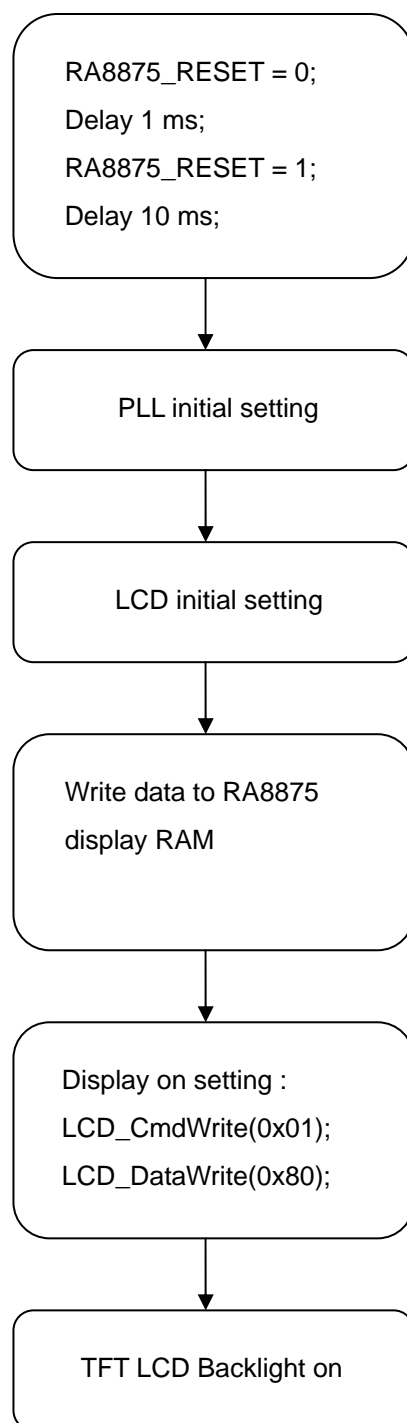 RA8875_RESET = 0;
Delay 1 ms;
RA8875_RESET = 1;
Delay 10 ms;
PLL initial setting
LCD initial setting
Write data to RA8875
display RAM
Display on setting :
LCD_CmdWrite(0x01);
LCD_DataWrite(0x80);
TFT LCD Backlight on